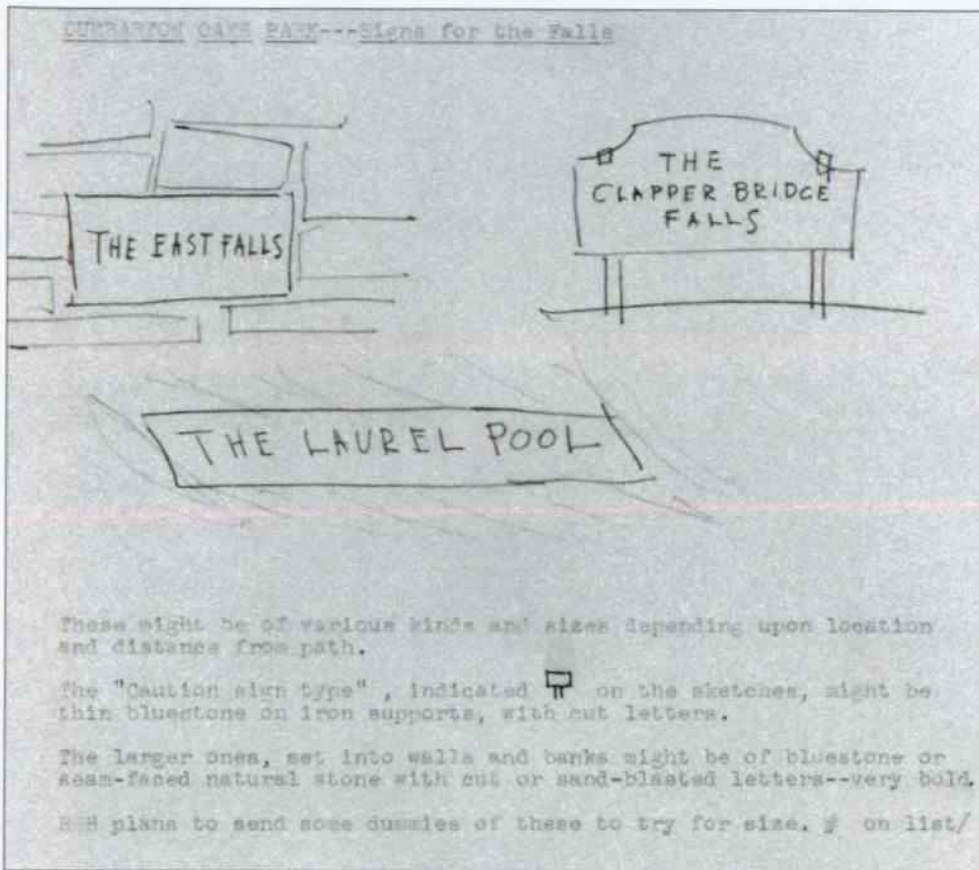 DUMBARTON OAKS PARK---Signs for the Falls
THE EAST FALLS
THE
CLAPPER BRIDGE
FALLS
THE LAUREL POOL
These might be of various kinds and sizes depending upon location
and distance from path.
The "Caution sign type" , indicated on the sketches, might be
thin bluestone on iron supports, with cut letters.
The larger ones, set into walls and banks might be of bluestone or
seam-faced natural stone with cut or sand-blasted letters--very bold.
plans to send some dummies of these to try for size. # on list/